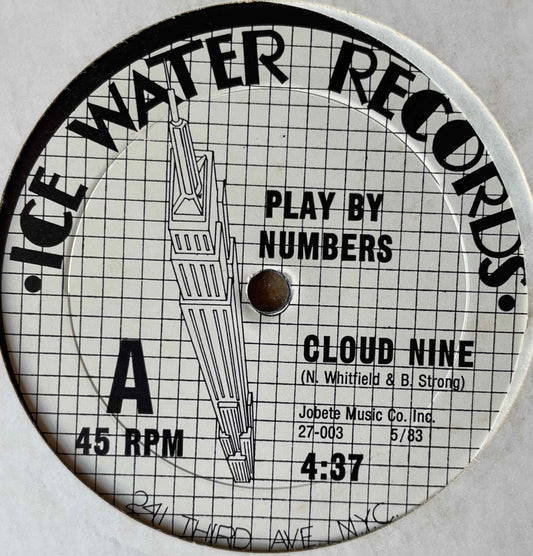 ·ICE WATER RECORDS·
PLAY BY
NUMBERS
CLOUD NINE
(N. Whitfield & B. Strong)
A
Jobete Music Co. Inc.
27-003 5/83
45 RPM
4:37
241 THIRD AVE. NYC.